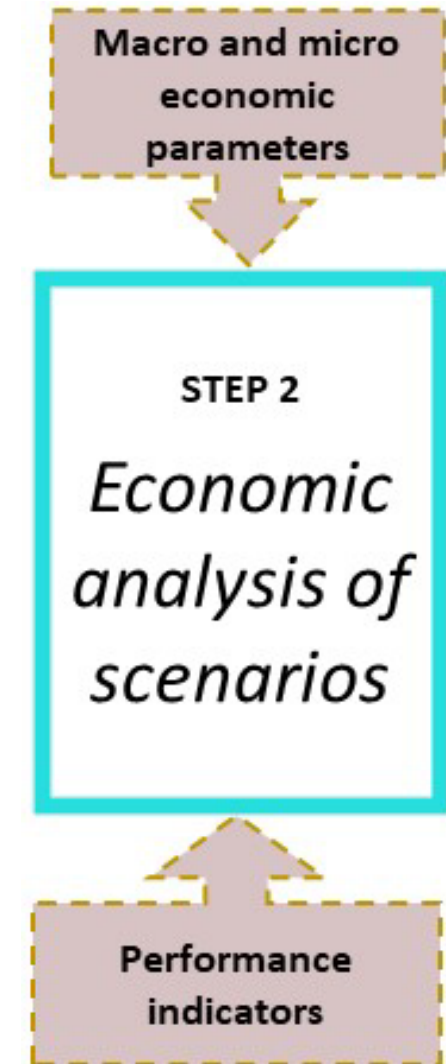 Macro and micro
economic
parameters
STEP 2
Economic
analysis of
scenarios
Performance
indicators